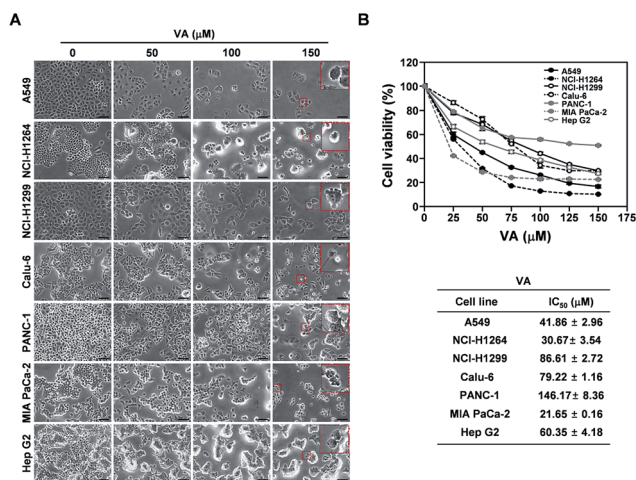 A
VA (μM)
0 50 100 150
A549
NCI-H1264
NCI-H1299
Calu-6
PANC-1
MIA PaCa-2
Hep G2
B
Cell viability (%)
120
100
80
60
40
20
0
0 25 50 75 100 125 150 175
VA (μM)
A549
NCI-H1264
NCI-H1299
Calu-6
PANC-1
MIA PaCa-2
Hep G2
VA
Cell line IC50 (μM)
A549 41.86 ± 2.96
NCI-H1264 30.67± 3.54
NCI-H1299 86.61 ± 2.72
Calu-6 79.22 ± 1.16
PANC-1 146.17± 8.36
MIA PaCa-2 21.65 ± 0.16
Hep G2 60.35 ± 4.18